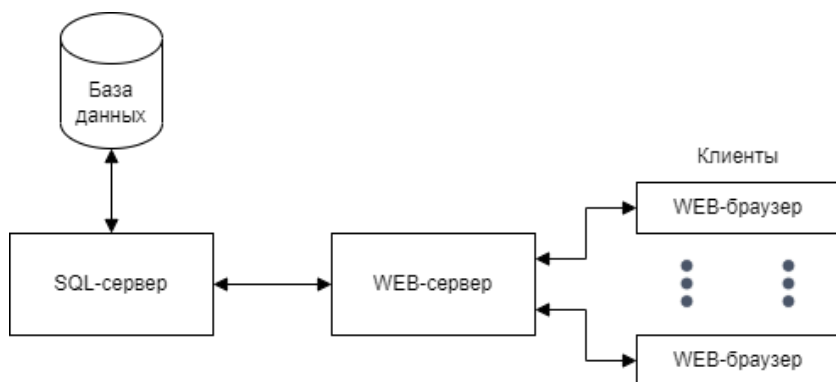 База
данных
Клиенты
WEB-браузер
SQL-сервер
WEB-сервер
WEB-браузер